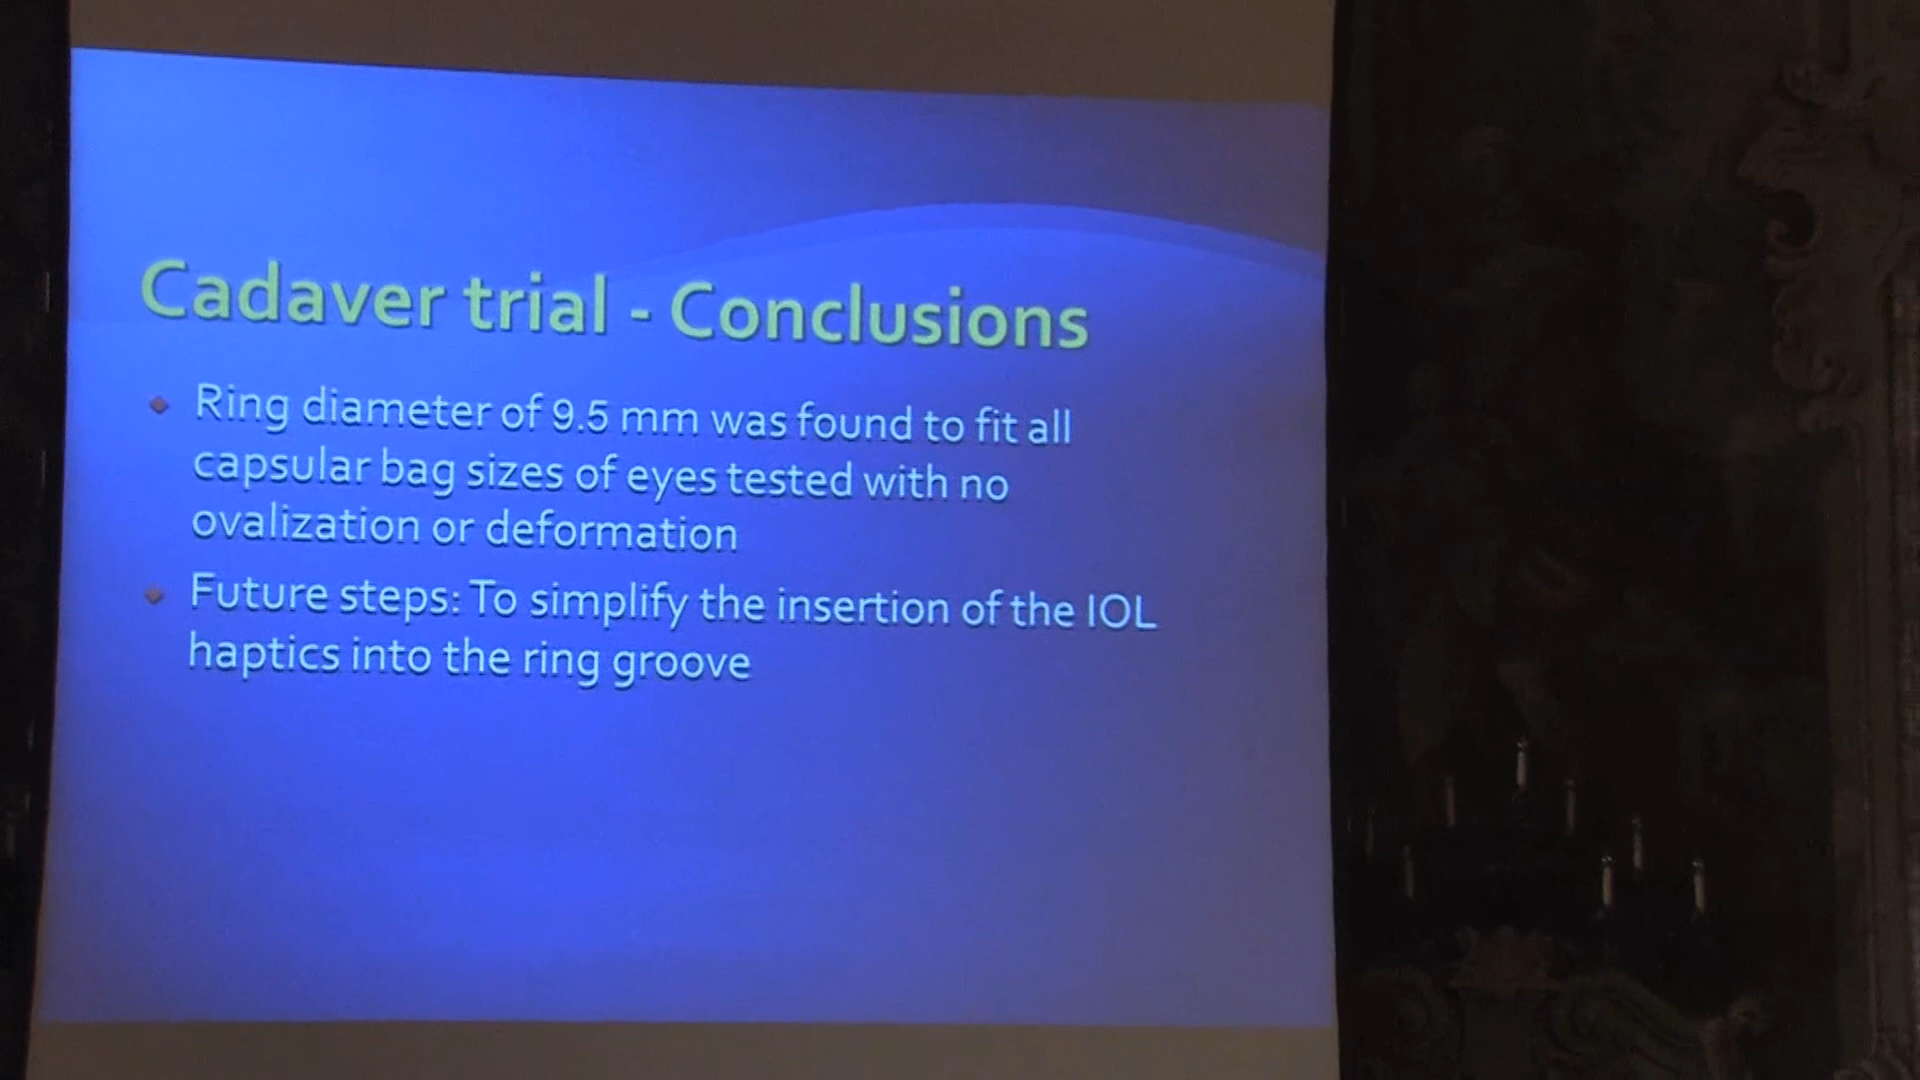 Cadaver trial - Conclusions
Ring diameter of 9.5 mm was found to fit all
capsular bag sizes of eyes tested with no
ovalization or deformation
Future steps: To simplify the insertion of the IOL
haptics into the ring groove